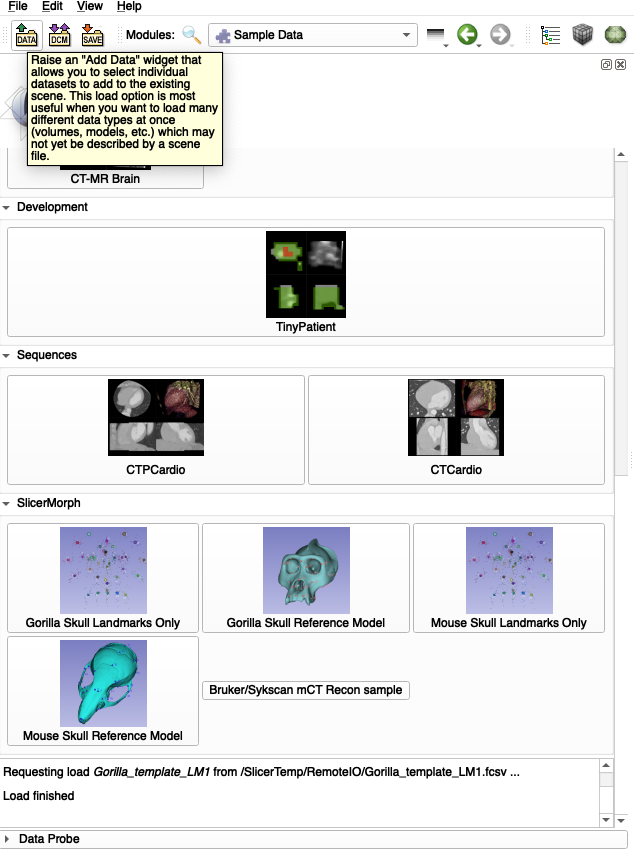 File Edit View Help
DATA DCM SAVE Modules: Sample Data
Raise an "Add Data" widget that
allows you to select individual
datasets to add to the existing
scene. This load option is most
useful when you want to load many
different data types at once
(volumes, models, etc.) which may
not yet be described by a scene
file.
CT-MR Brain
Development
TinyPatient
Sequences
CTPCardio CTCardio
SlicerMorph
Gorilla Skull Landmarks Only Gorilla Skull Reference Model Mouse Skull Landmarks Only
Mouse Skull Reference Model Bruker/Sykscan mCT Recon sample
Requesting load Gorilla_template_LM1 from /SlicerTemp/RemoteIO/Gorilla_template_LM1.fcsv ...
Load finished
Data Probe